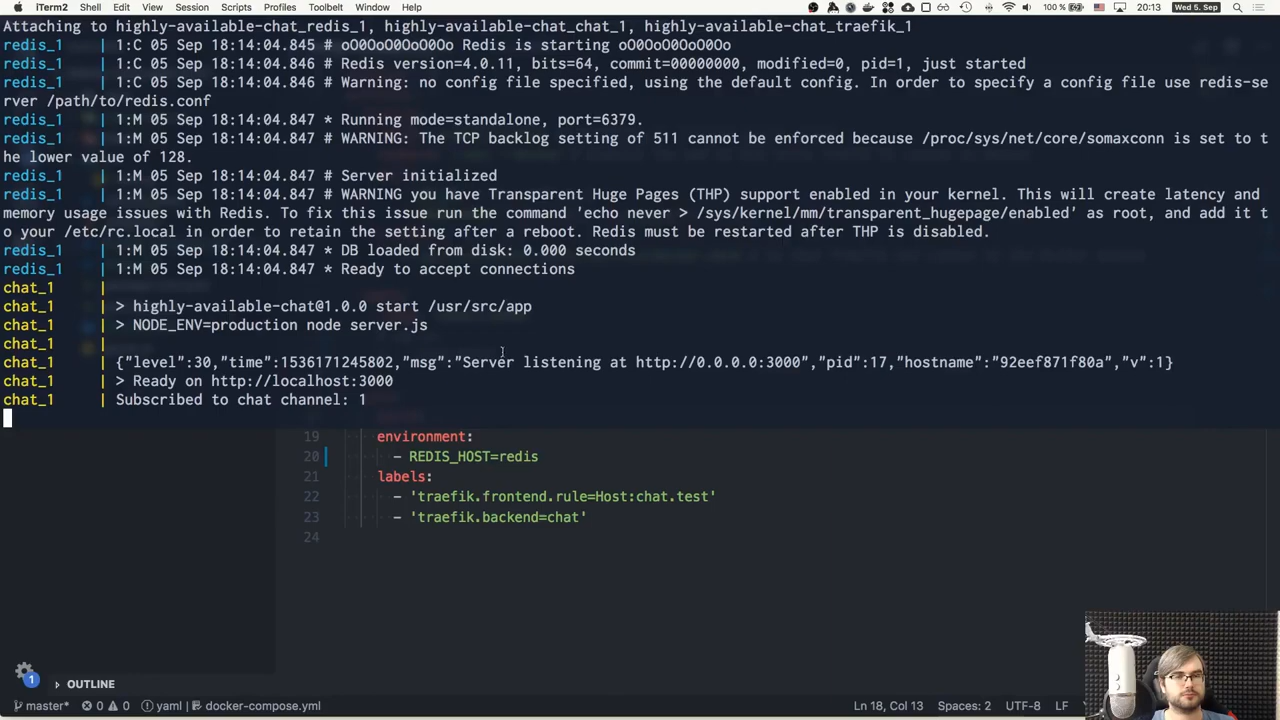 iTerm2 Shell Edit View Session Scripts Profiles Toolbelt Window Help 100 % 20:13 Wed 5. Sep
Attaching to highly-available-chat_redis_1, highly-available-chat_chat_1, highly-available-chat_traefik_1
redis_1 | 1:C 05 Sep 18:14:04.845 # oO0OoO0OoO0Oo Redis is starting oO0OoO0OoO0Oo
redis_1 | 1:C 05 Sep 18:14:04.846 # Redis version=4.0.11, bits=64, commit=00000000, modified=0, pid=1, just started
redis_1 | 1:C 05 Sep 18:14:04.846 # Warning: no config file specified, using the default config. In order to specify a config file use redis-se
rver /path/to/redis.conf
redis_1 | 1:M 05 Sep 18:14:04.847 * Running mode=standalone, port=6379.
redis_1 | 1:M 05 Sep 18:14:04.847 # WARNING: The TCP backlog setting of 511 cannot be enforced because /proc/sys/net/core/somaxconn is set to t
he lower value of 128.
redis_1 | 1:M 05 Sep 18:14:04.847 # Server initialized
redis_1 | 1:M 05 Sep 18:14:04.847 # WARNING you have Transparent Huge Pages (THP) support enabled in your kernel. This will create latency and
memory usage issues with Redis. To fix this issue run the command 'echo never > /sys/kernel/mm/transparent_hugepage/enabled' as root, and add it t
o your /etc/rc.local in order to retain the setting after a reboot. Redis must be restarted after THP is disabled.
redis_1 | 1:M 05 Sep 18:14:04.847 * DB loaded from disk: 0.000 seconds
redis_1 | 1:M 05 Sep 18:14:04.847 * Ready to accept connections
chat_1 |
chat_1 | > highly-available-chat@1.0.0 start /usr/src/app
chat_1 | > NODE_ENV=production node server.js
chat_1 |
chat_1 | {"level":30,"time":1536171245802,"msg":"Server listening at http://0.0.0.0:3000","pid":17,"hostname":"92eef871f80a","v":1}
chat_1 | > Ready on http://localhost:3000
chat_1 | Subscribed to chat channel: 1
19 environment:
20 - REDIS_HOST=redis
21 labels:
22 - 'traefik.frontend.rule=Host:chat.test'
23 - 'traefik.backend=chat'
24
1
OUTLINE
master* 0 0 yaml docker-compose.yml Ln 18, Col 13 Spaces: 2 UTF-8 LF